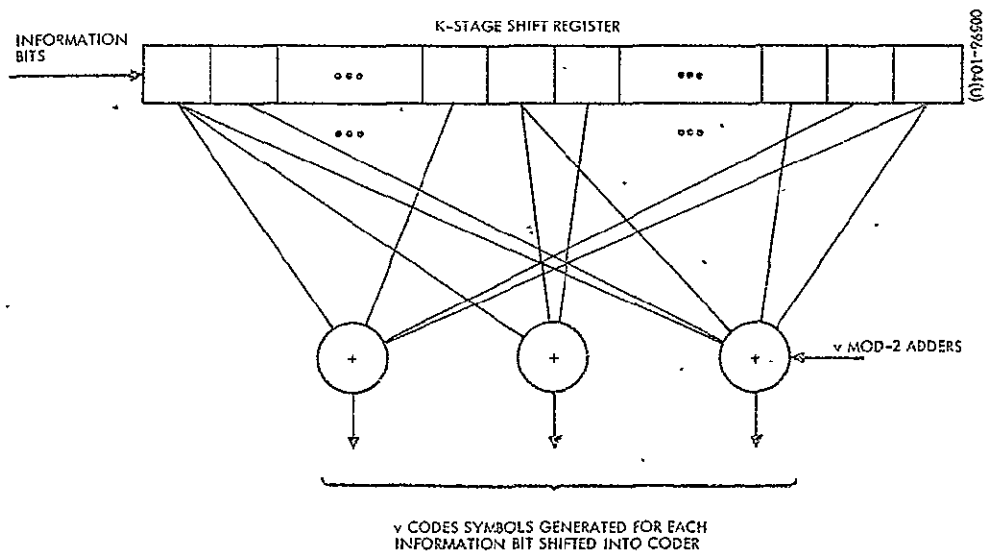 K-STAGE SHIFT REGISTER
INFORMATION
BITS
00596-104(U)
+
+
+
v MOD-2 ADDERS
v CODES SYMBOLS GENERATED FOR EACH
INFORMATION BIT SHIFTED INTO CODER